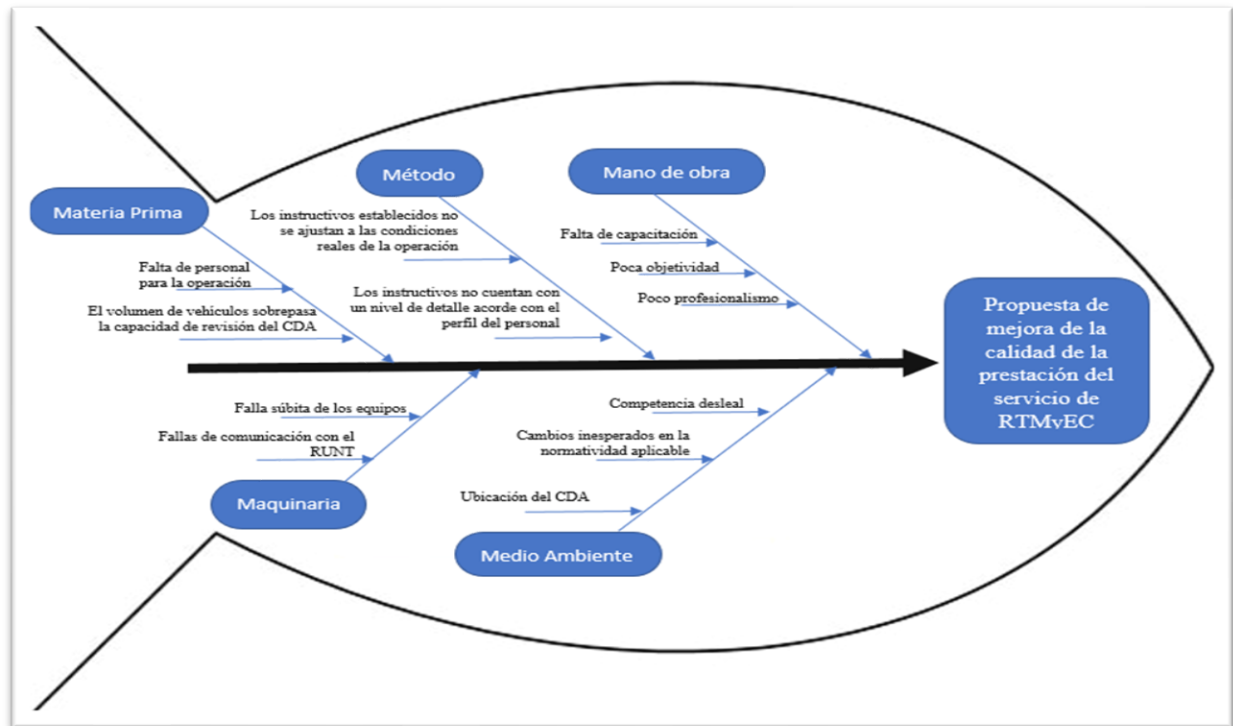 Materia Prima
Falta de personal
para la operación
El volumen de vehículos sobrepasa
la capacidad de revisión del CDA
Método
Los instructivos establecidos no
se ajustan a las condiciones
reales de la operación
Los instructivos no cuentan con
un nivel de detalle acorde con el
perfil del personal
Mano de obra
Falta de capacitación
Poca objetividad
Poco profesionalismo
Propuesta de
mejora de la
calidad de la
prestación del
servicio de
RTMyEC
Falla súbita de los equipos
Fallas de comunicación con el
RUNT
Maquinaria
Competencia desleal
Cambios inesperados en la
normatividad aplicable
Ubicación del CDA
Medio Ambiente